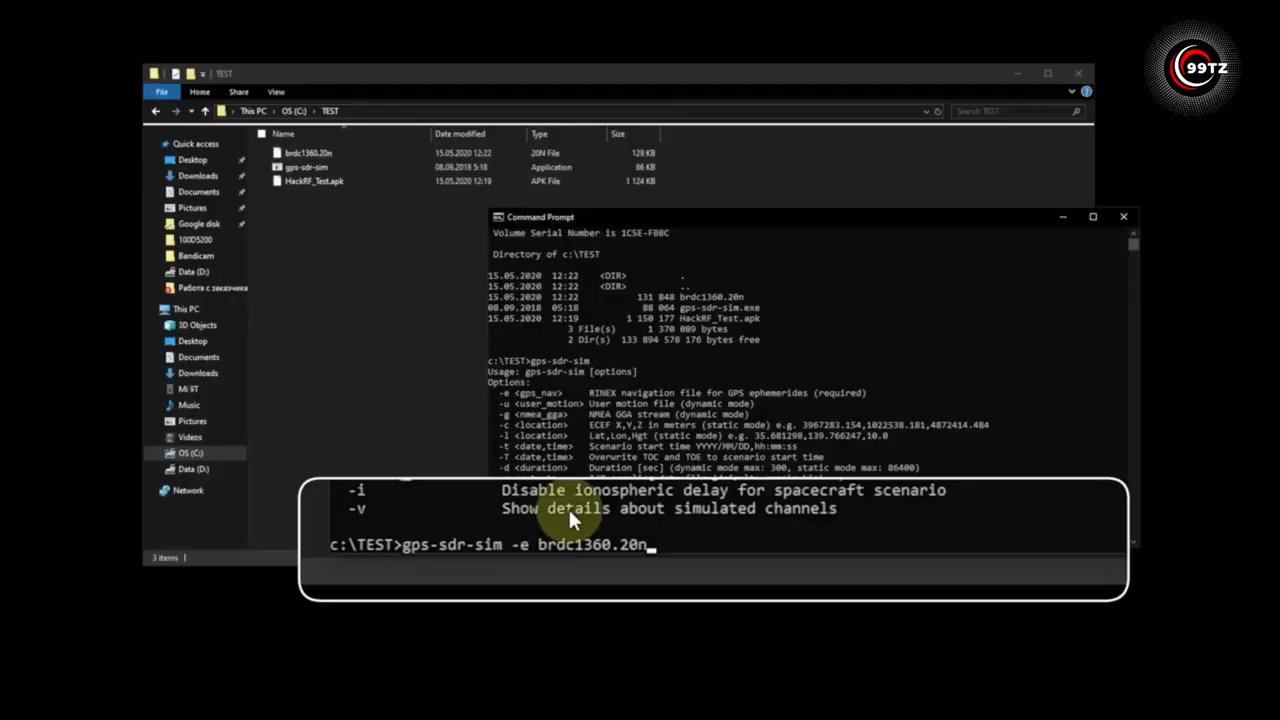 99TZ
TEST
File Home Share View
This PC OS (C:) TEST
Search TEST
Name Date modified Type Size
Quick access
Desktop
Downloads
Documents
Pictures
Google disk
100D5200
Bandicam
Data (D:)
Работа с заказчика
This PC
3D Objects
Desktop
Documents
Downloads
Mi 9T
Music
Pictures
Videos
OS (C:)
Data (D:)
Network
3 items
brdc1360.20n 15.05.2020 12:22 20N File 129 KB
gps-sdr-sim 08.09.2018 5:18 Application 86 KB
HackRF_Test.apk 15.05.2020 12:19 APK File 1 124 KB
Command Prompt
Volume Serial Number is 1C5E-FBBC
Directory of c:\TEST
15.05.2020 12:22 <DIR> .
15.05.2020 12:22 <DIR> ..
15.05.2020 12:22 131 848 brdc1360.20n
08.09.2018 05:18 88 064 gps-sdr-sim.exe
15.05.2020 12:19 1 150 177 HackRF_Test.apk
3 File(s) 1 370 089 bytes
2 Dir(s) 133 894 578 176 bytes free
c:\TEST>gps-sdr-sim
Usage: gps-sdr-sim [options]
Options:
-e <gps_nav> RINEX navigation file for GPS ephemerides (required)
-u <user_motion> User motion file (dynamic mode)
-g <nmea_gga> NMEA GGA stream (dynamic mode)
-c <location> ECEF X,Y,Z in meters (static mode) e.g. 3967283.154,1022538.181,4872414.484
-l <location> Lat,Lon,Hgt (static mode) e.g. 35.681298,139.766247,10.0
-t <date,time> Scenario start time YYYY/MM/DD,hh:mm:ss
-T <date,time> Overwrite TOC and TOE to scenario start time
-d <duration> Duration [sec] (dynamic mode max: 300, static mode max: 86400)
-i Disable ionospheric delay for spacecraft scenario
-v Show details about simulated channels
c:\TEST>gps-sdr-sim -e brdc1360.20n_